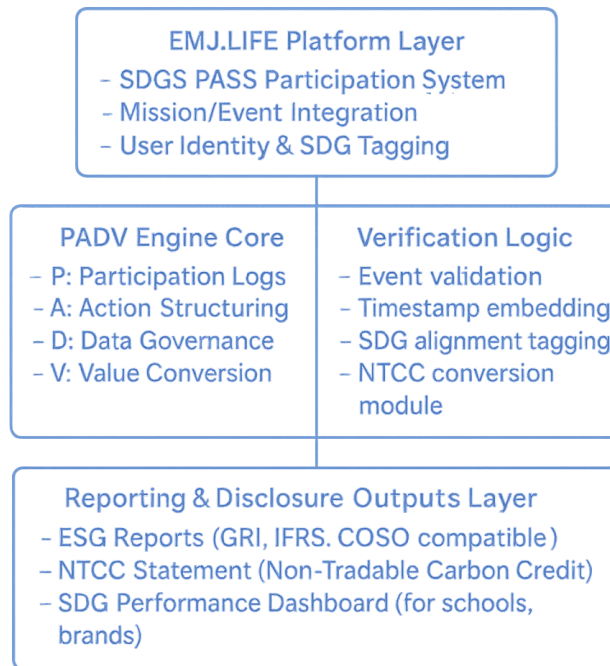 EMJ.LIFE Platform Layer
– SDGS PASS Participation System
– Mission/Event Integration
– User Identity & SDG Tagging
PADV Engine Core
– P: Participation Logs
– A: Action Structuring
– D: Data Governance
– V: Value Conversion
Verification Logic
– Event validation
– Timestamp embedding
– SDG alignment tagging
– NTCC conversion
module
Reporting & Disclosure Outputs Layer
– ESG Reports (GRI, IFRS. COSO compatible)
– NTCC Statement (Non-Tradable Carbon Credit)
– SDG Performance Dashboard (for schools,
brands)